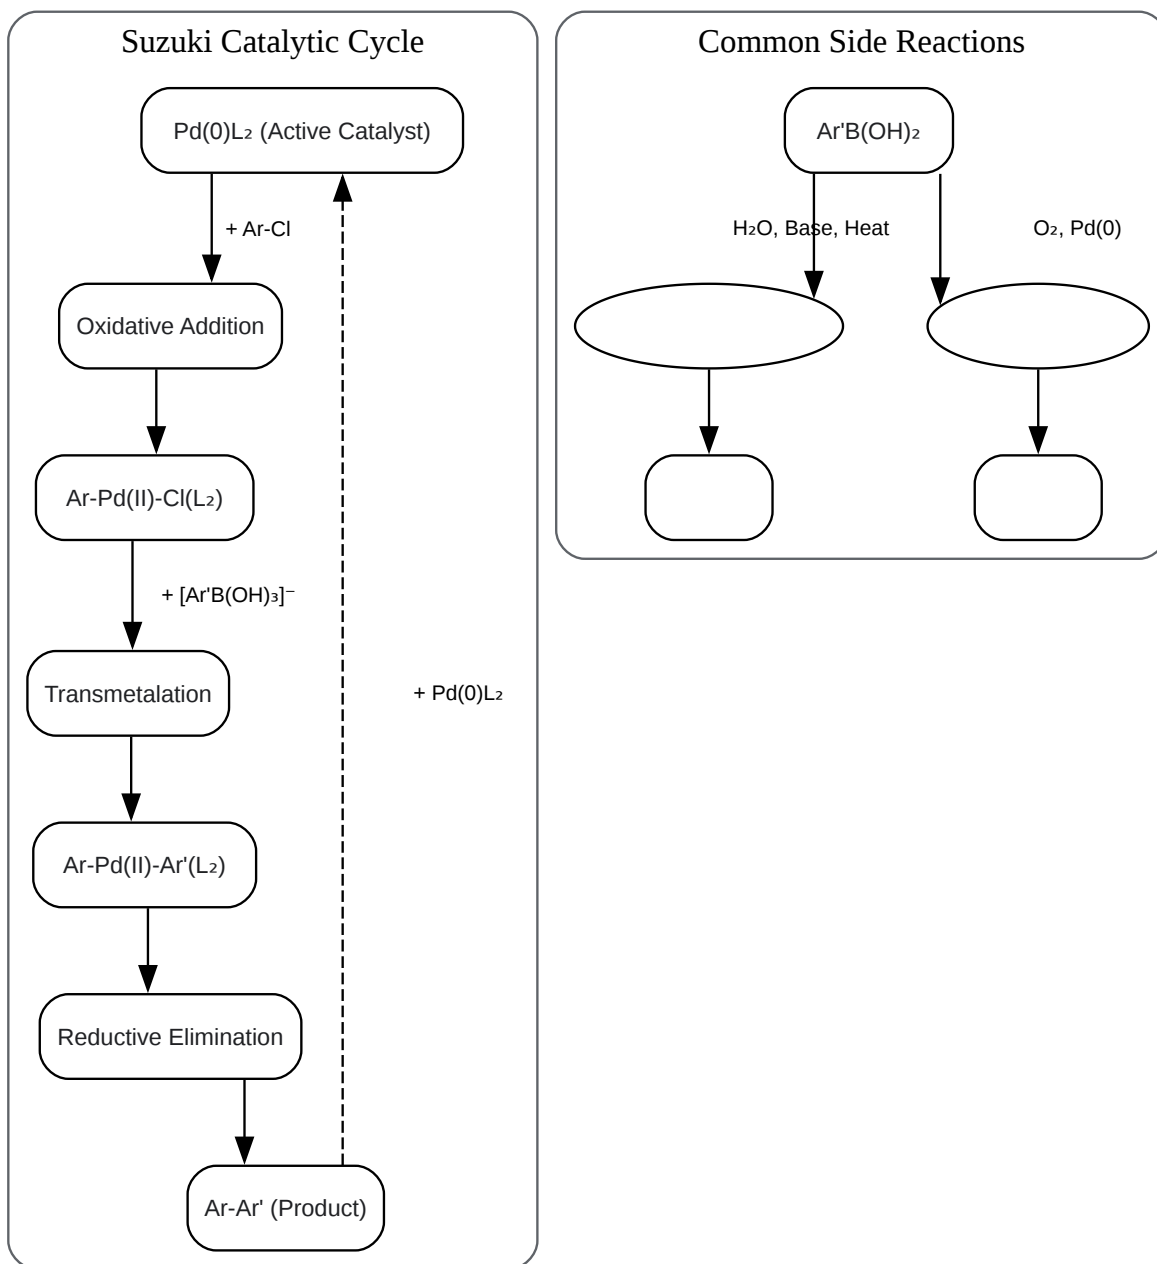 Suzuki Catalytic Cycle
Pd(0)L₂ (Active Catalyst)
+ Ar-Cl
Oxidative Addition
Ar-Pd(II)-Cl(L₂)
+ [Ar'B(OH)₃]⁻
Transmetalation
+ Pd(0)L₂
Ar-Pd(II)-Ar'(L₂)
Reductive Elimination
Ar-Ar' (Product)
Common Side Reactions
Ar'B(OH)₂
H₂O, Base, Heat
O₂, Pd(0)